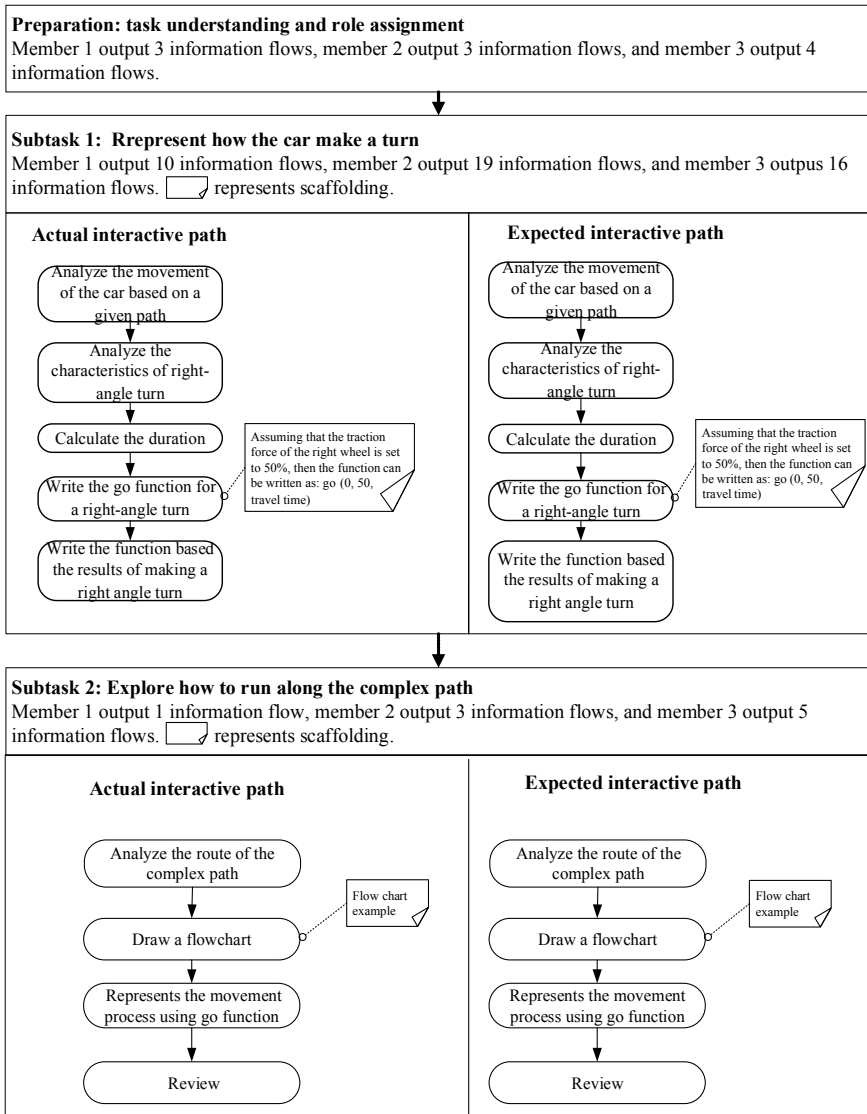 Preparation: task understanding and role assignment
Member 1 output 3 information flows, member 2 output 3 information flows, and member 3 output 4
information flows.
Subtask 1:  Rrepresent how the car make a turn
Member 1 output 10 information flows, member 2 output 19 information flows, and member 3 outpus 16
information flows. represents scaffolding.
Actual interactive path
Analyze the movement
of the car based on a
given path
Analyze the
characteristics of right-
angle turn
Calculate the duration
Write the go function for
a right-angle turn
Write the function based
the results of making a
right angle turn
Assuming that the traction
force of the right wheel is set
to 50%, then the function can
be written as: go (0, 50,
travel time)
Expected interactive path
Analyze the movement
of the car based on a
given path
Analyze the
characteristics of right-
angle turn
Calculate the duration
Write the go function for
a right-angle turn
Write the function based
the results of making a
right angle turn
Assuming that the traction
force of the right wheel is set
to 50%, then the function can
be written as: go (0, 50,
travel time)
Subtask 2: Explore how to run along the complex path
Member 1 output 1 information flow, member 2 output 3 information flows, and member 3 output 5
information flows. represents scaffolding.
Actual interactive path
Analyze the route of the
complex path
Draw a flowchart
Flow chart
example
Represents the movement
process using go function
Review
Expected interactive path
Analyze the route of the
complex path
Draw a flowchart
Flow chart
example
Represents the movement
process using go function
Review